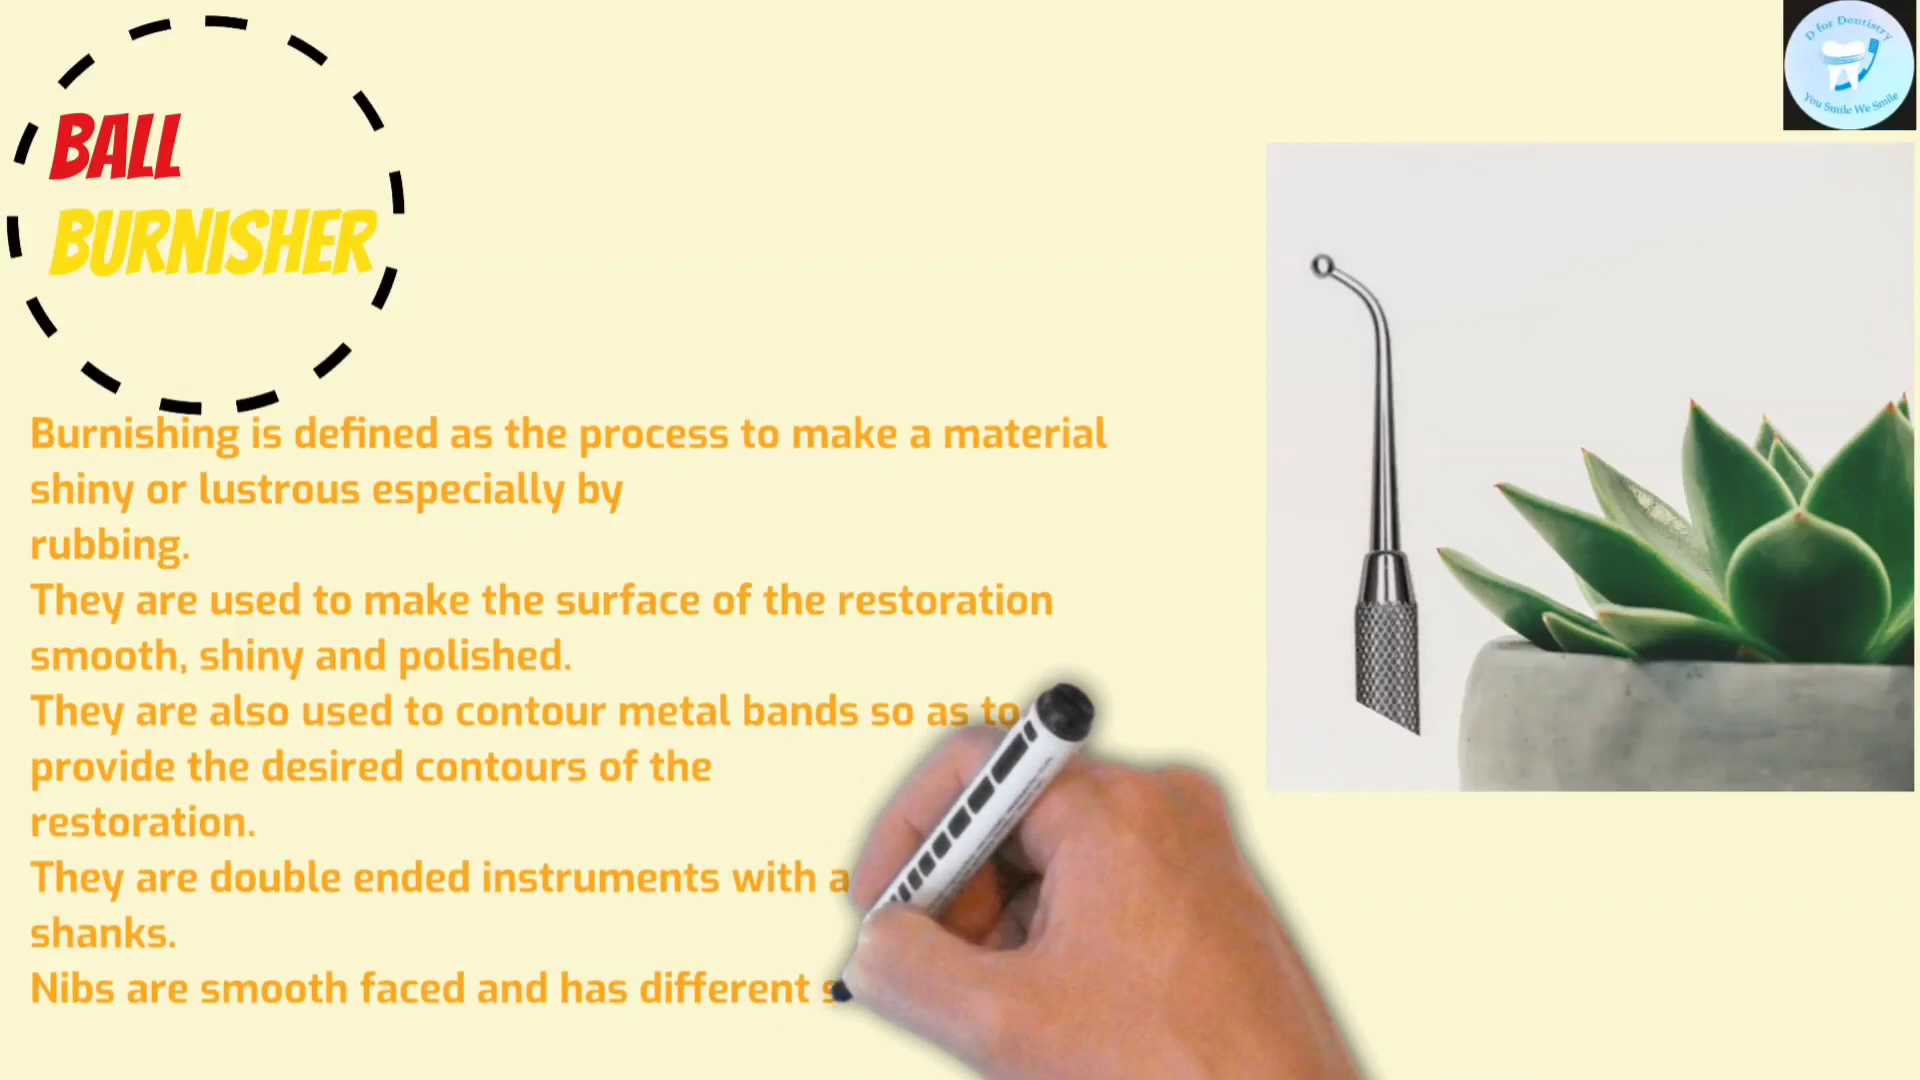 D for Dentistry
You Smile We Smile
BALL
BURNISHER
Burnishing is defined as the process to make a material
shiny or lustrous especially by
rubbing.
They are used to make the surface of the restoration
smooth, shiny and polished.
They are also used to contour metal bands so as to
provide the desired contours of the
restoration.
They are double ended instruments with
shanks.
Nibs are smooth faced and has different